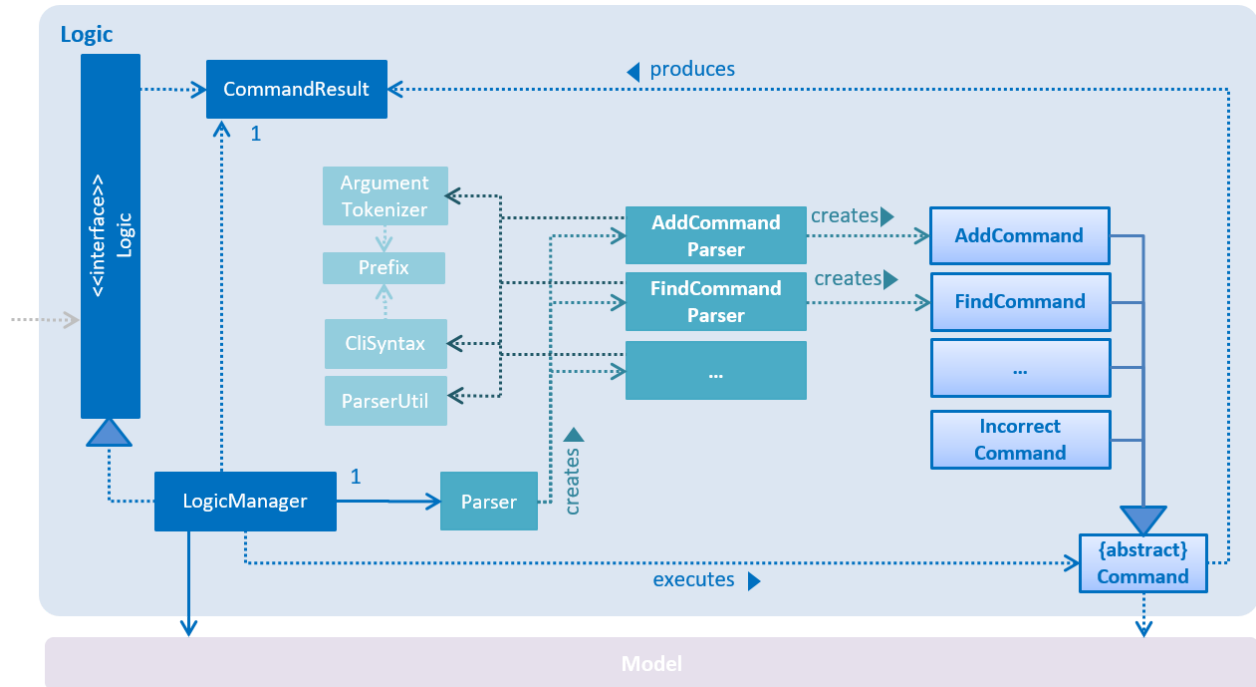 Logic
<<interface>>
Logic
CommandResult
produces
1
Argument
Tokenizer
Prefix
CliSyntax
ParserUtil
AddCommand
Parser
FindCommand
Parser
...
creates
creates
AddCommand
FindCommand
...
Incorrect
Command
LogicManager
1
Parser
creates
executes
{abstract}
Command
Model